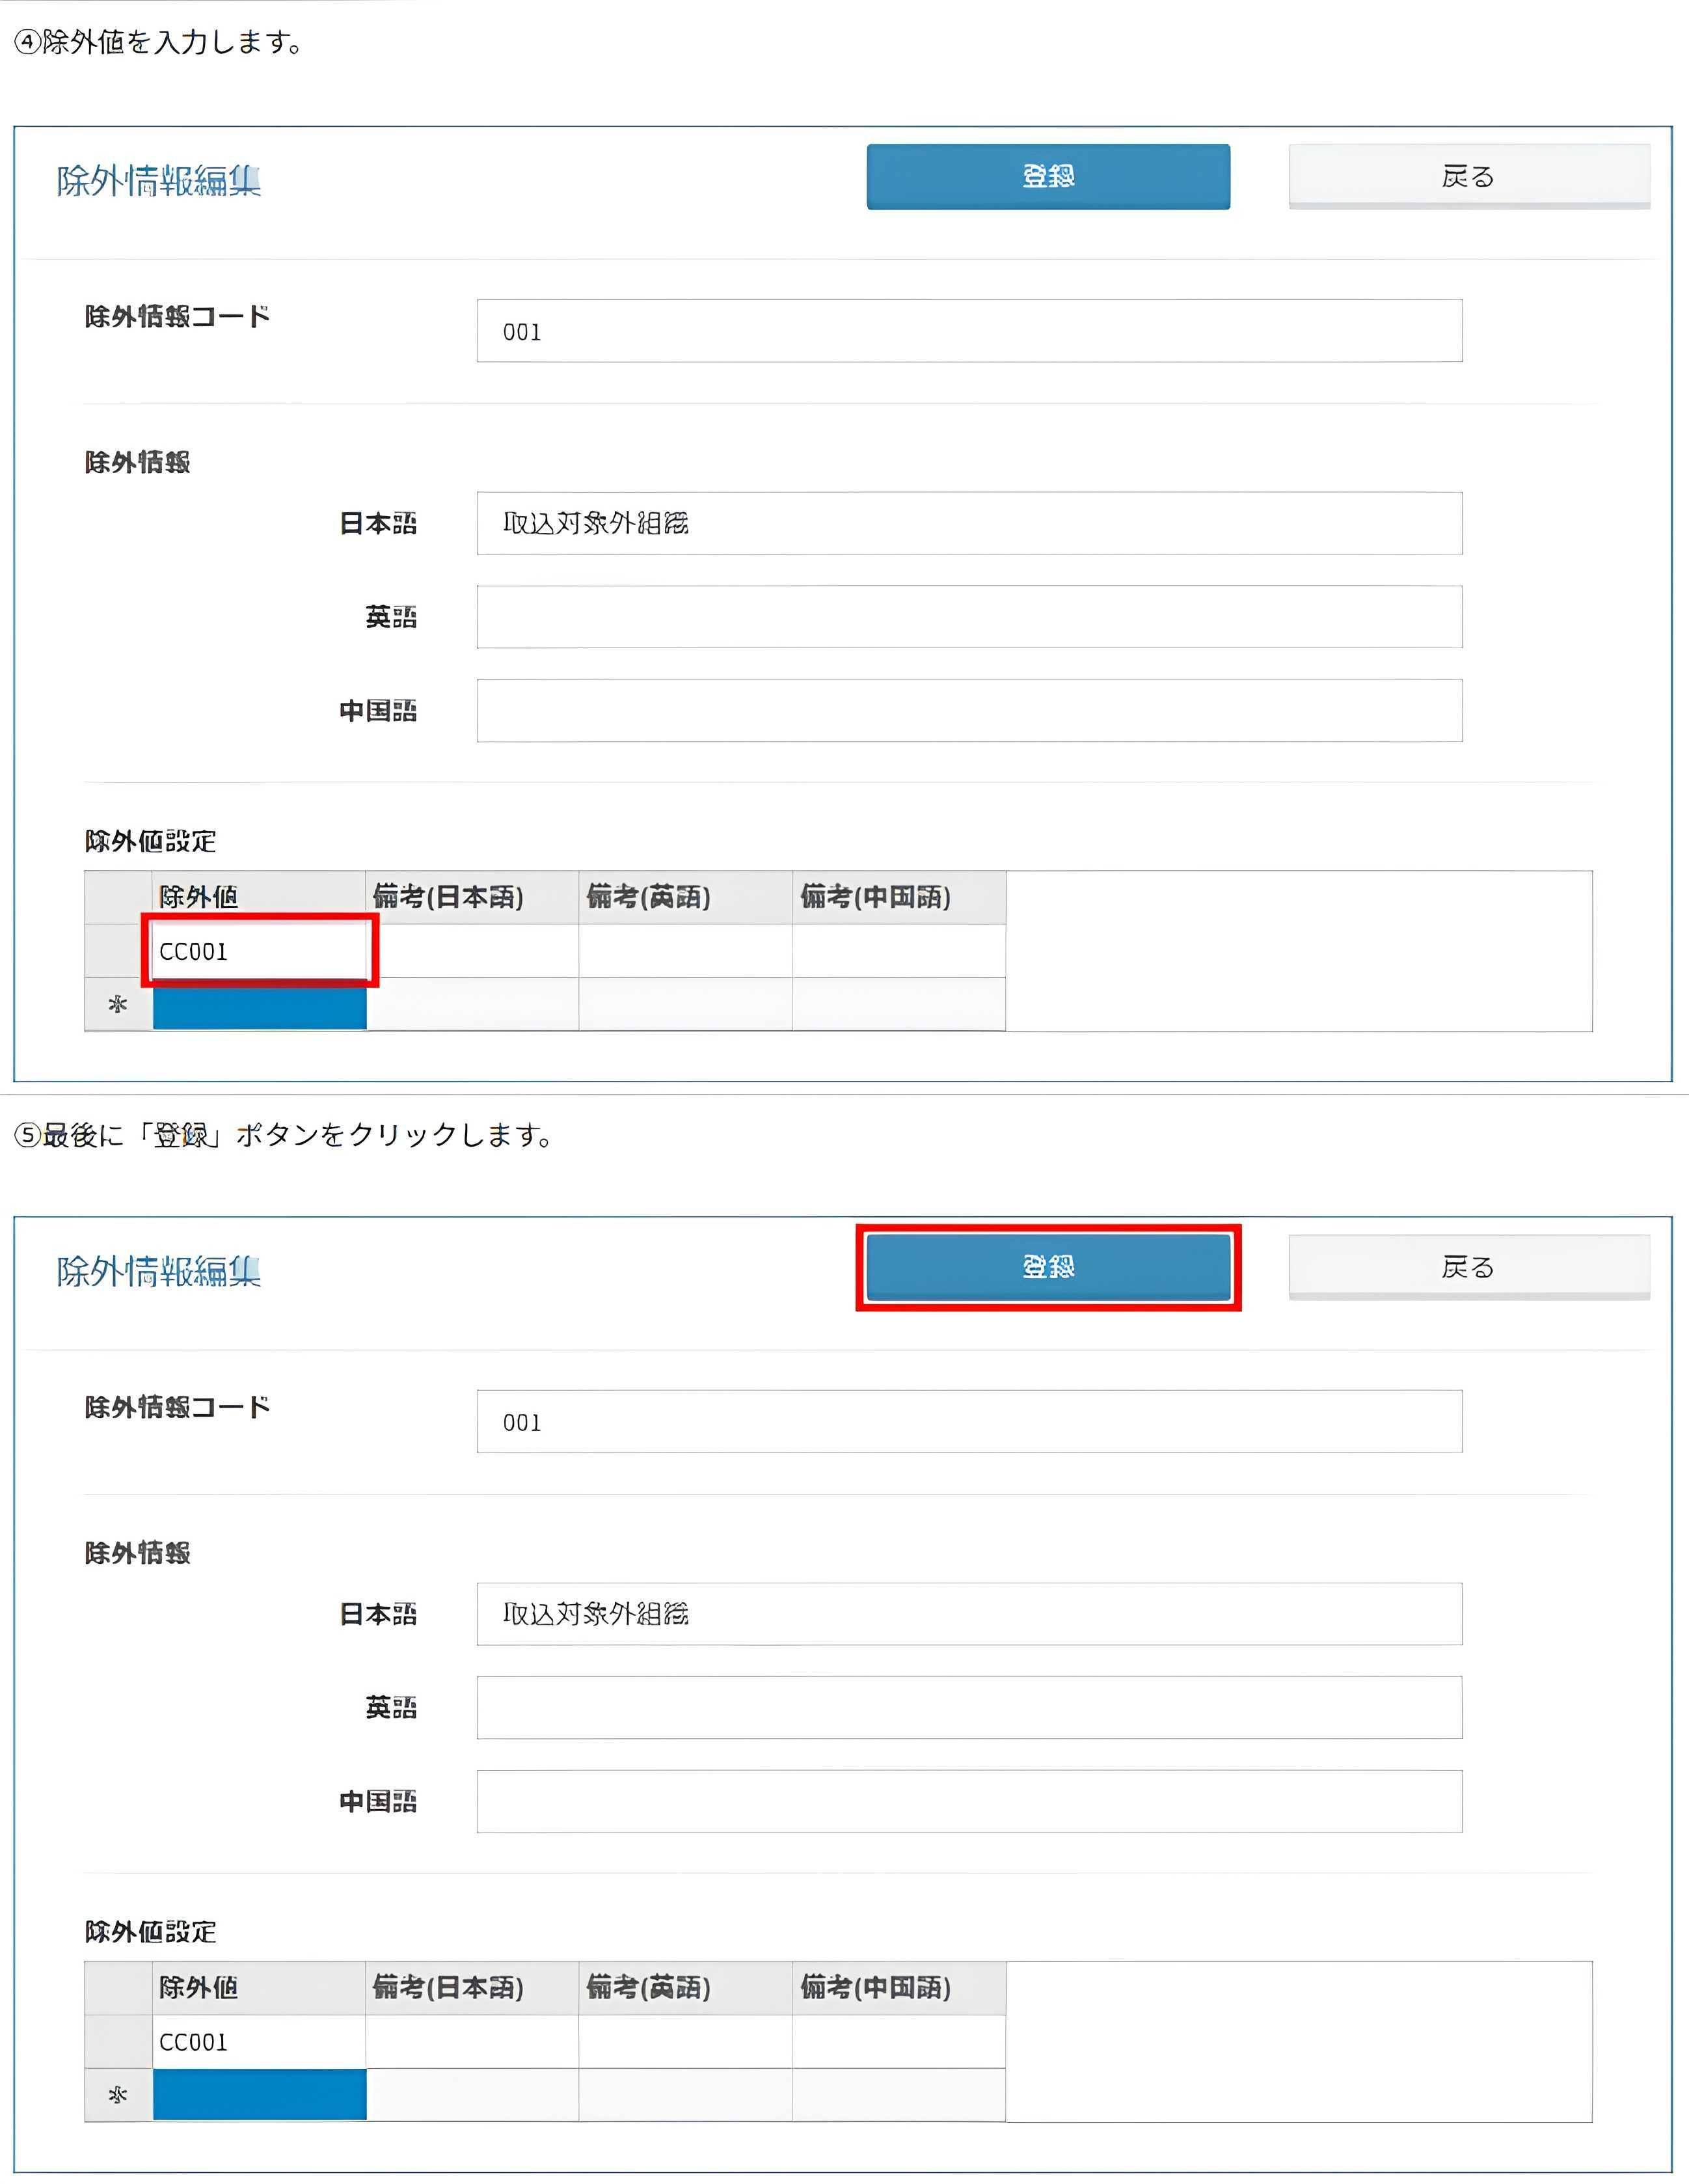 ④除外値を入力します。
除外情報編集
登録
戻る
除外情報コード
001
除外情報
日本語
取込対象外組織
英語
中国語
除外値設定
除外値 備考(日本語) 備考(英語) 備考(中国語)
CC001
*
⑤最後に「登録」ボタンをクリックします。
除外情報編集
登録
戻る
除外情報コード
001
除外情報
日本語
取込対象外組織
英語
中国語
除外値設定
除外値 備考(日本語) 備考(英語) 備考(中国語)
CC001
*